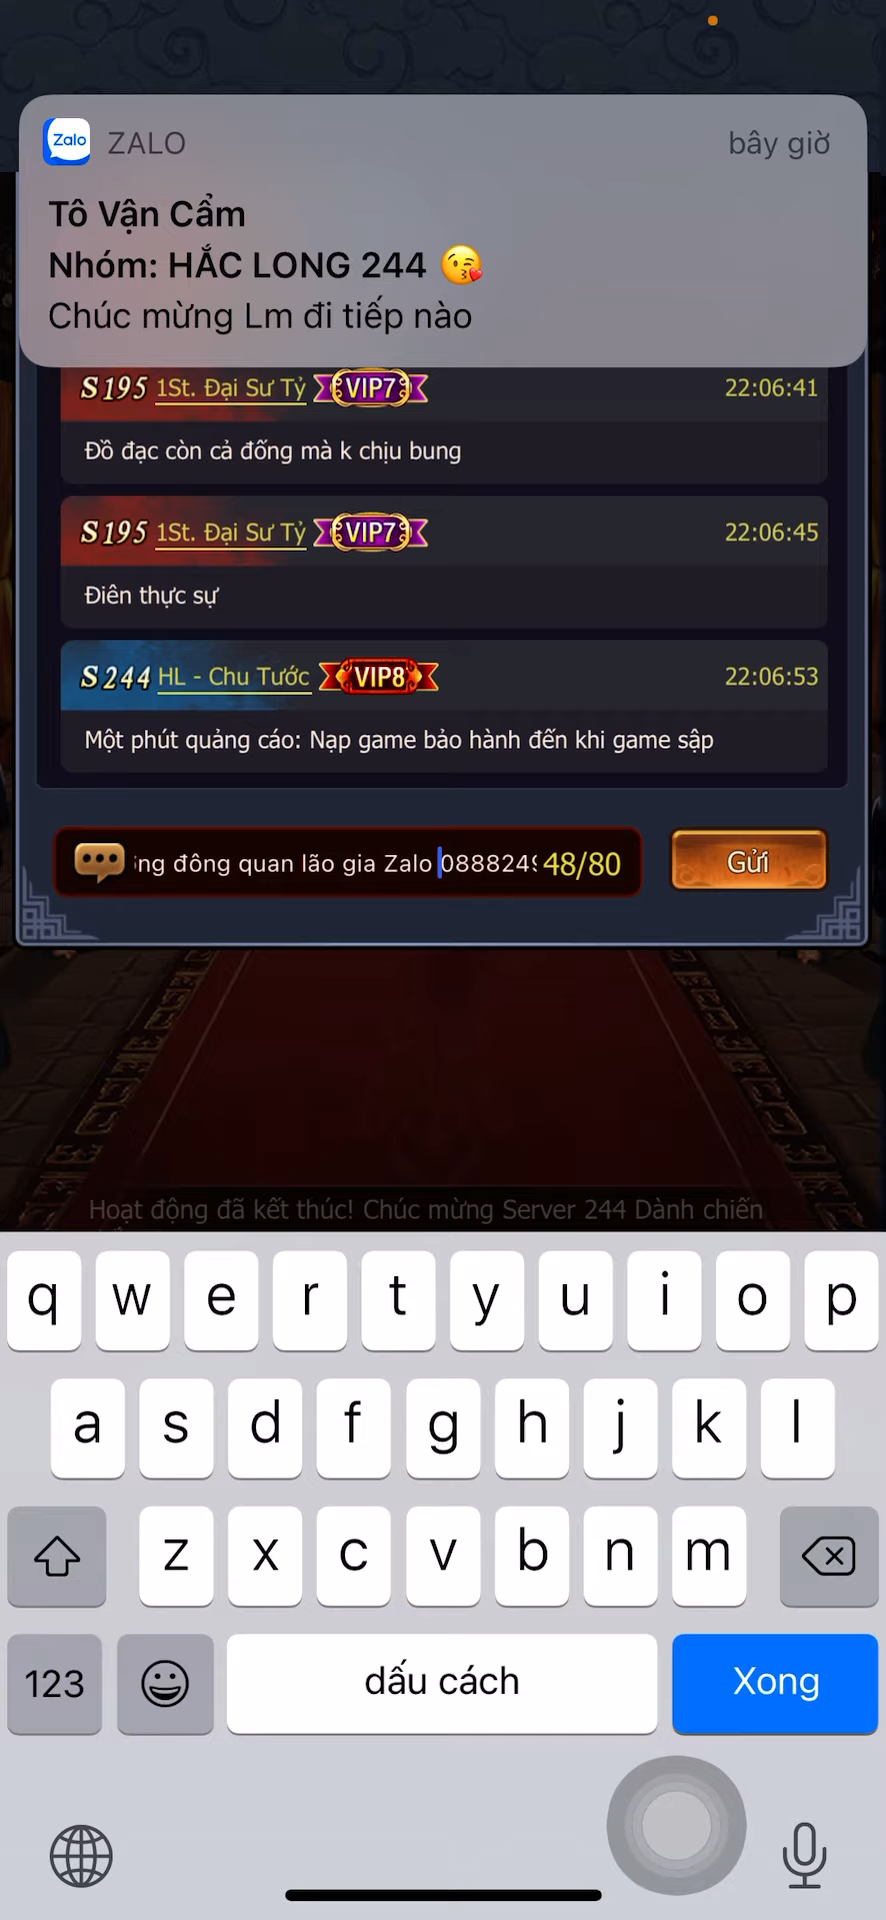 Zalo ZALO bây giờ
Tô Vận Cẩm
Nhóm: HẮC LONG 244 😘
Chúc mừng Lm đi tiếp nào
S195 1St. Đại Sư Tỷ VIP7 22:06:41
Đồ đạc còn cả đống mà k chịu bung
S195 1St. Đại Sư Tỷ VIP7 22:06:45
Điên thực sự
S244 HL - Chu Tước VIP8 22:06:53
Một phút quảng cáo: Nạp game bảo hành đến khi game sập
đông quan lão gia Zalo 088824 48/80 Gửi
Hoạt động đã kết thúc! Chúc mừng Server 244 Dành chiến
q w e r t y u i o p
a s d f g h j k l
z x c v b n m
123 dấu cách Xong